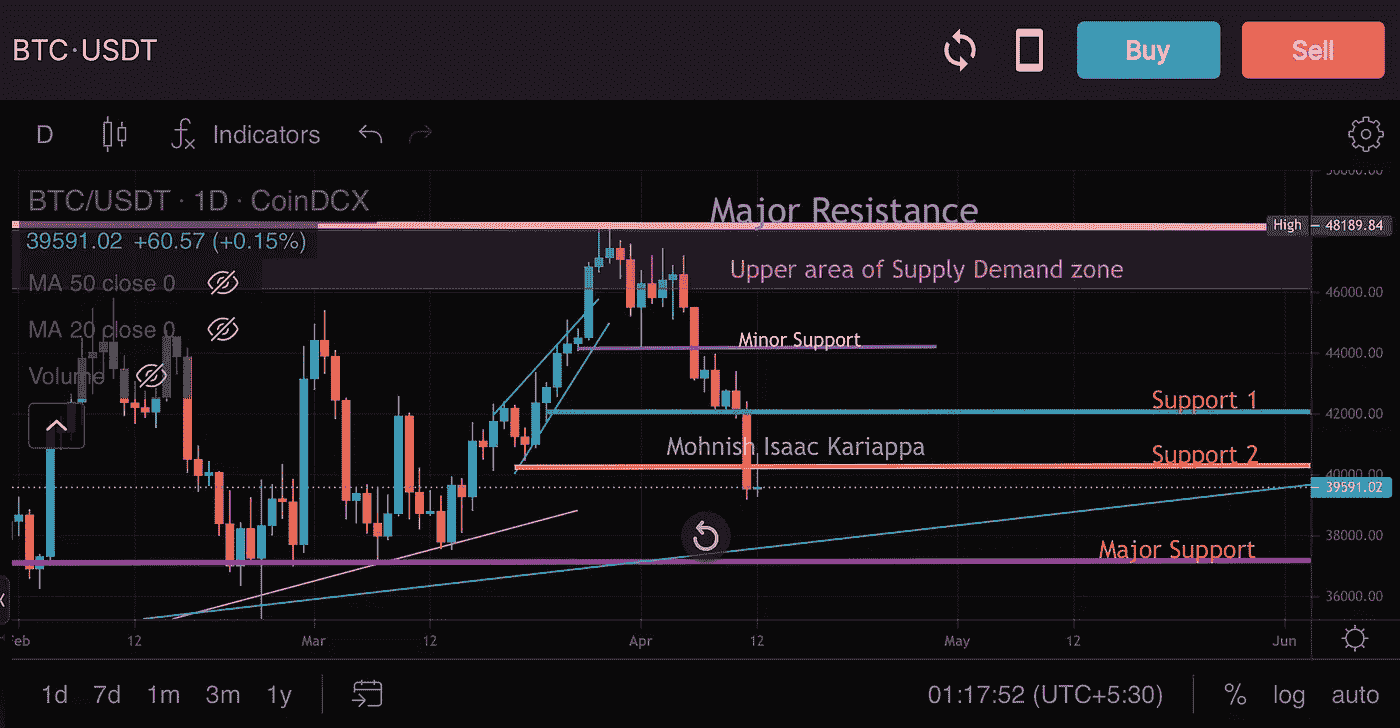 BTC·USDT
Buy
Sell
D
Indicators
BTC/USDT · 1D · CoinDCX
39591.02 +60.57 (+0.15%)
MA 50 close 0
MA 20 close 0
Volume
Major Resistance
Upper area of Supply Demand zone
Minor Support
Support 1
Mohnish Isaac Kariappa
Support 2
Major Support
50000.00
High
48189.84
46000.00
44000.00
42000.00
40000.00
39591.02
38000.00
36000.00
eb
12
Mar
12
Apr
12
May
12
Jun
1d
7d
1m
3m
1y
01:17:52 (UTC+5:30)
%
log
auto